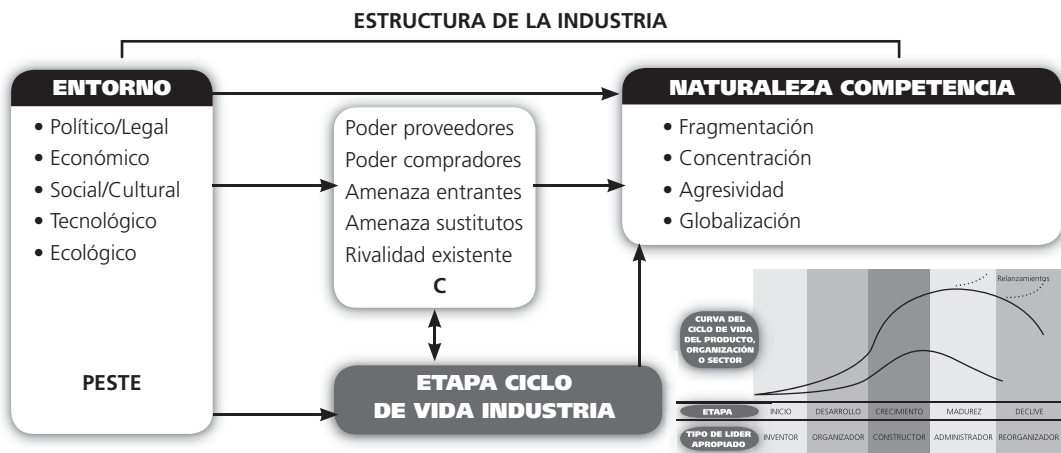 ESTRUCTURA DE LA INDUSTRIA
ENTORNO
• Político/Legal
• Económico
• Social/Cultural
• Tecnológico
• Ecológico
PESTE
Poder proveedores
Poder compradores
Amenaza entrantes
Amenaza sustitutos
Rivalidad existente
C
ETAPA CICLO
DE VIDA INDUSTRIA
NATURALEZA COMPETENCIA
• Fragmentación
• Concentración
• Agresividad
• Globalización
Relanzamientos
CURVA DEL
CICLO DE VIDA
DEL PRODUCTO,
ORGANIZACIÓN
O SECTOR
ETAPA INICIO DESARROLLO CRECIMIENTO MADUREZ DECLIVE
TIPO DE LIDER
APROPIADO
INVENTOR ORGANIZADOR CONSTRUCTOR ADMINISTRADOR REORGANIZADOR